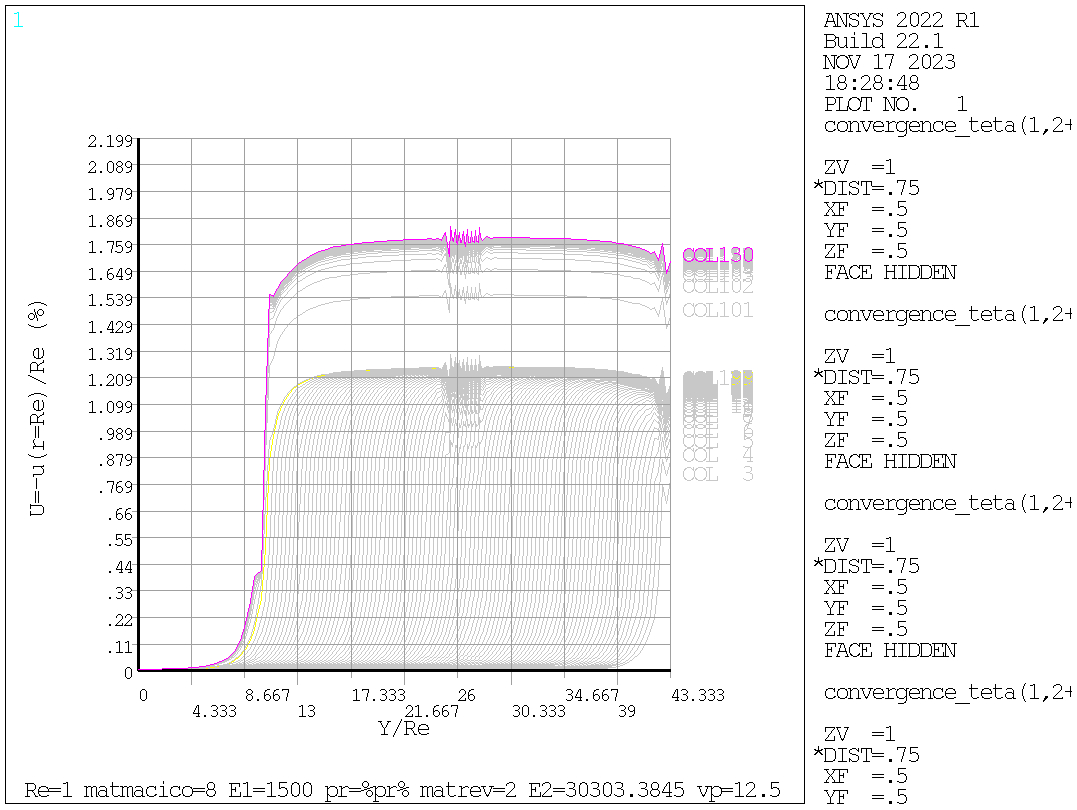 1
ANSYS 2022 R1
Build 22.1
NOV 17 2023
18:28:48
PLOT NO. 1
convergence_teta(1,2+
ZV =1
*DIST=.75
XF =.5
YF =.5
ZF =.5
FACE HIDDEN
convergence_teta(1,2+
ZV =1
*DIST=.75
XF =.5
YF =.5
ZF =.5
FACE HIDDEN
convergence_teta(1,2+
ZV =1
*DIST=.75
XF =.5
YF =.5
ZF =.5
FACE HIDDEN
convergence_teta(1,2+
ZV =1
*DIST=.75
XF =.5
YF =.5
U=-u(r=Re)/Re (%)
2.199
2.089
1.979
1.869
1.759
1.649
1.539
1.429
1.319
1.209
1.099
.989
.879
.769
.66
.55
.44
.33
.22
.11
0
COL130
COL102
COL101
COL 4
COL 3
0
4.333
8.667
13
17.333
21.667
26
30.333
34.667
39
43.333
Y/Re
Re=1 matmacico=8 E1=1500 pr=%pr% matrev=2 E2=30303.3845 vp=12.5